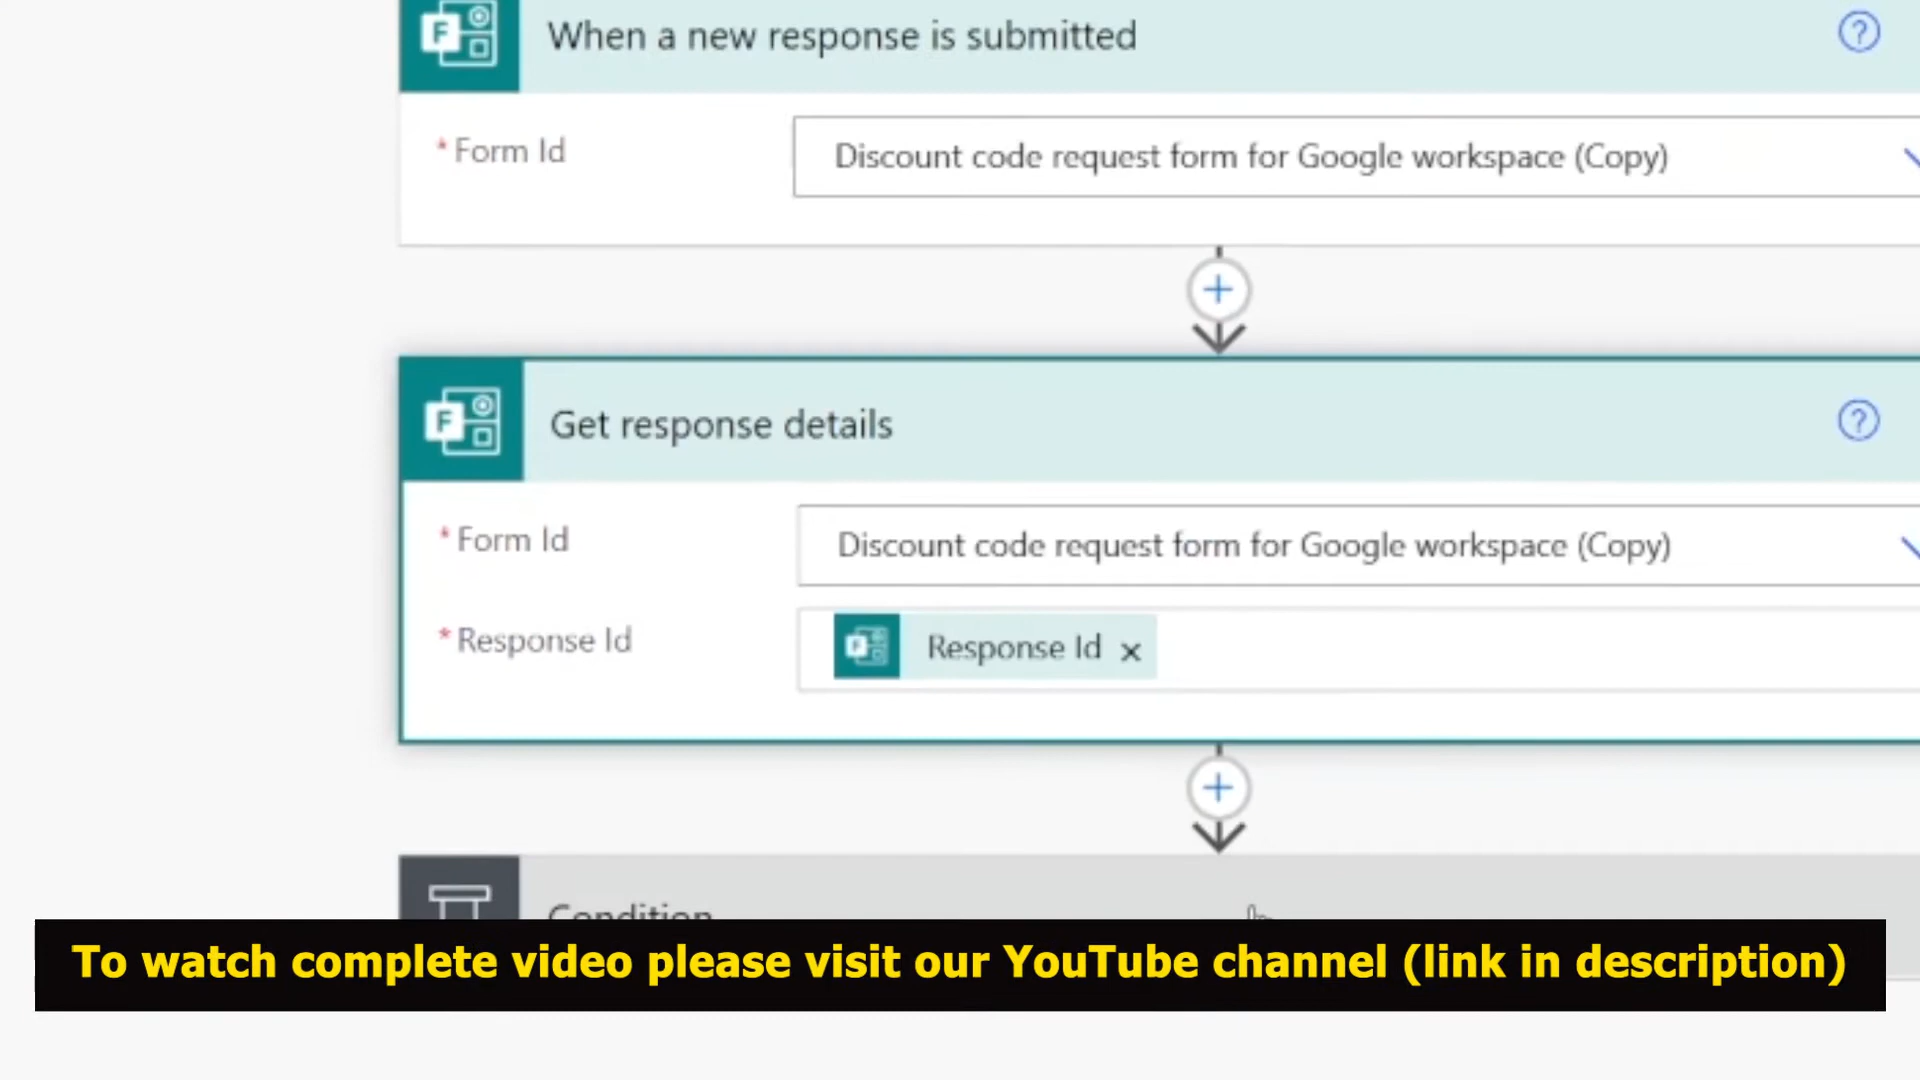 When a new response is submitted
* Form Id
Discount code request form for Google workspace (Copy)
Get response details
* Form Id
Discount code request form for Google workspace (Copy)
* Response Id
Response Id ×
Condition
To watch complete video please visit our YouTube channel (link in description)